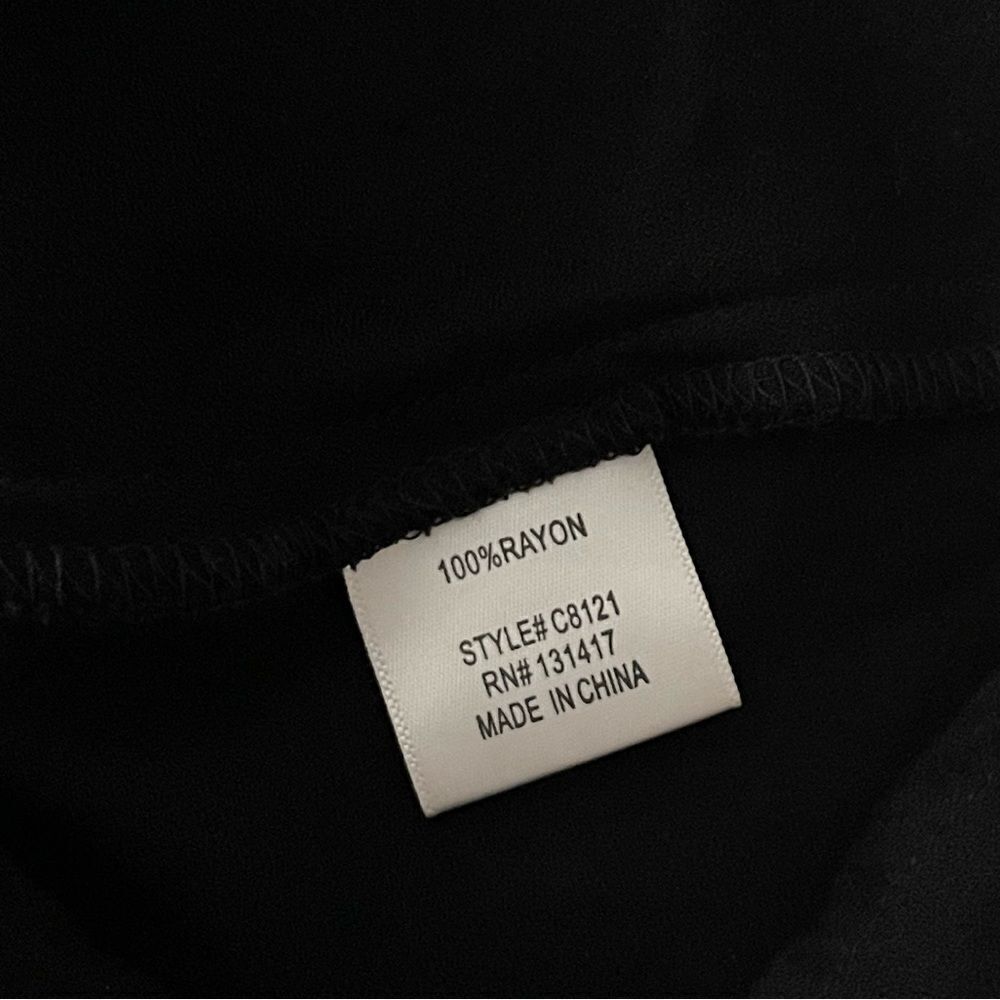 100%RAYON
STYLE# C8121
RN# 131417
MADE IN CHINA